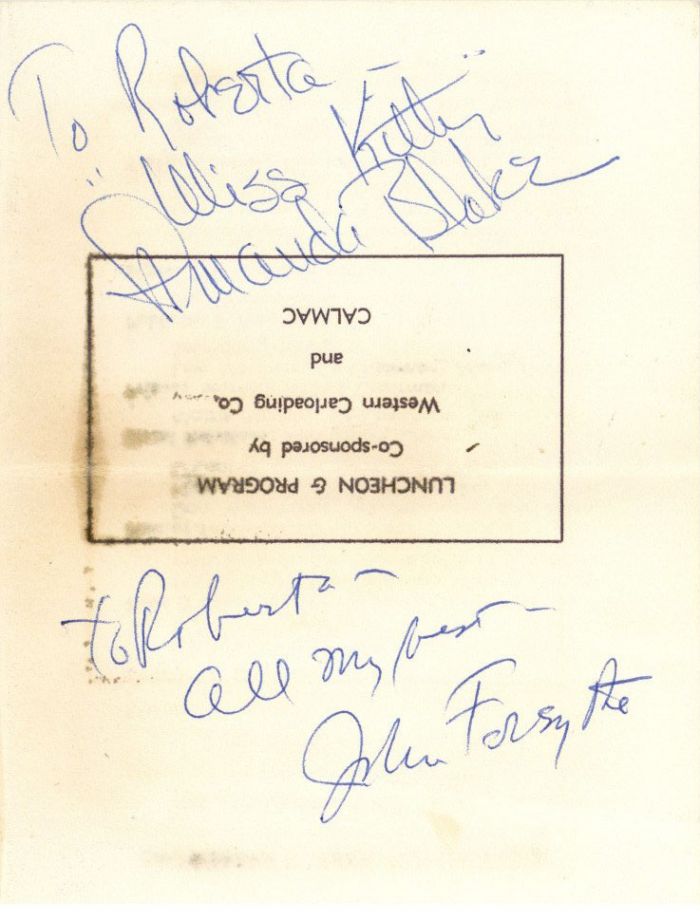 To Roberta -
"Miss Kitty"
Amanda Blake
LUNCHEON & PROGRAM
Co-sponsored by
Western Carloading Co.
and
CALMAC
to Roberta -
All my best -
John Forsythe